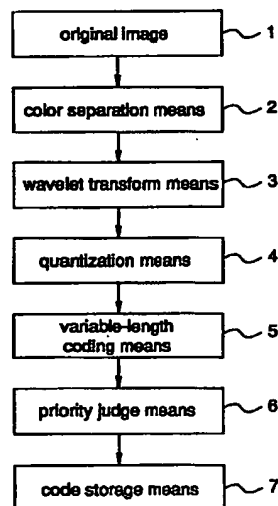 original image 1
color separation means 2
wavelet transform means 3
quantization means 4
variable-length
coding means 5
priority judge means 6
code storage means 7